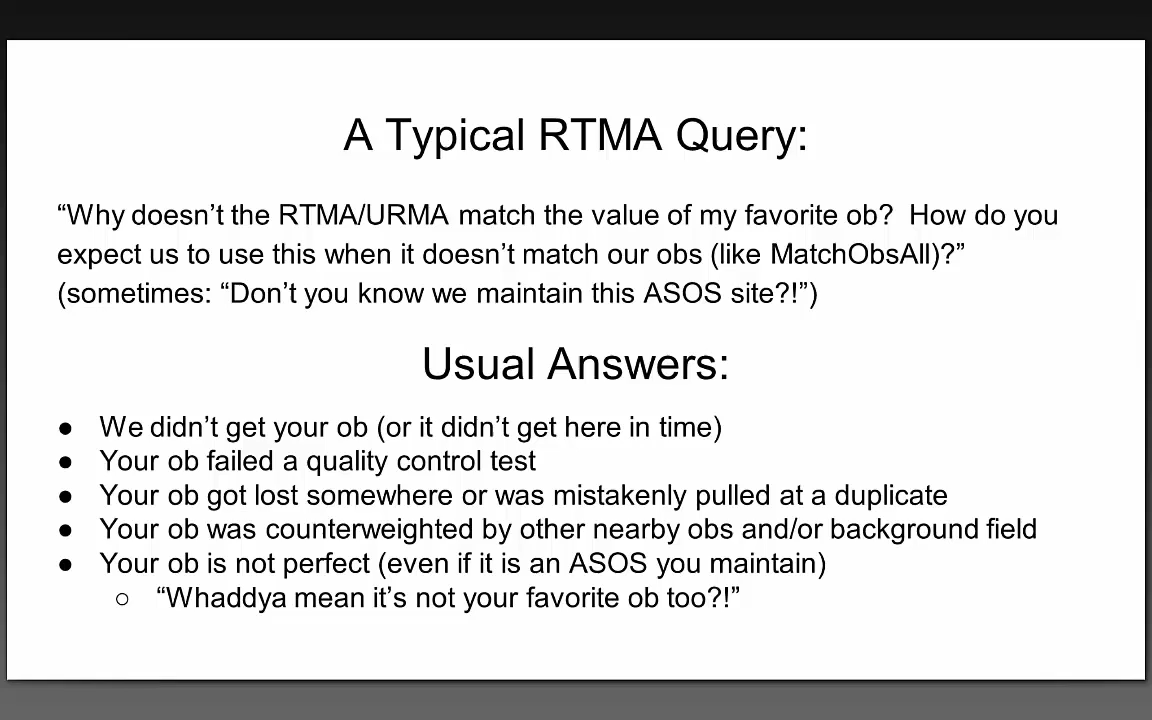 A Typical RTMA Query:
“Why doesn’t the RTMA/URMA match the value of my favorite ob?  How do you
expect us to use this when it doesn’t match our obs (like MatchObsAll)?”
(sometimes: “Don’t you know we maintain this ASOS site?!”)
Usual Answers:
● We didn’t get your ob (or it didn’t get here in time)
● Your ob failed a quality control test
● Your ob got lost somewhere or was mistakenly pulled at a duplicate
● Your ob was counterweighted by other nearby obs and/or background field
● Your ob is not perfect (even if it is an ASOS you maintain)
○ “Whaddya mean it’s not your favorite ob too?!”